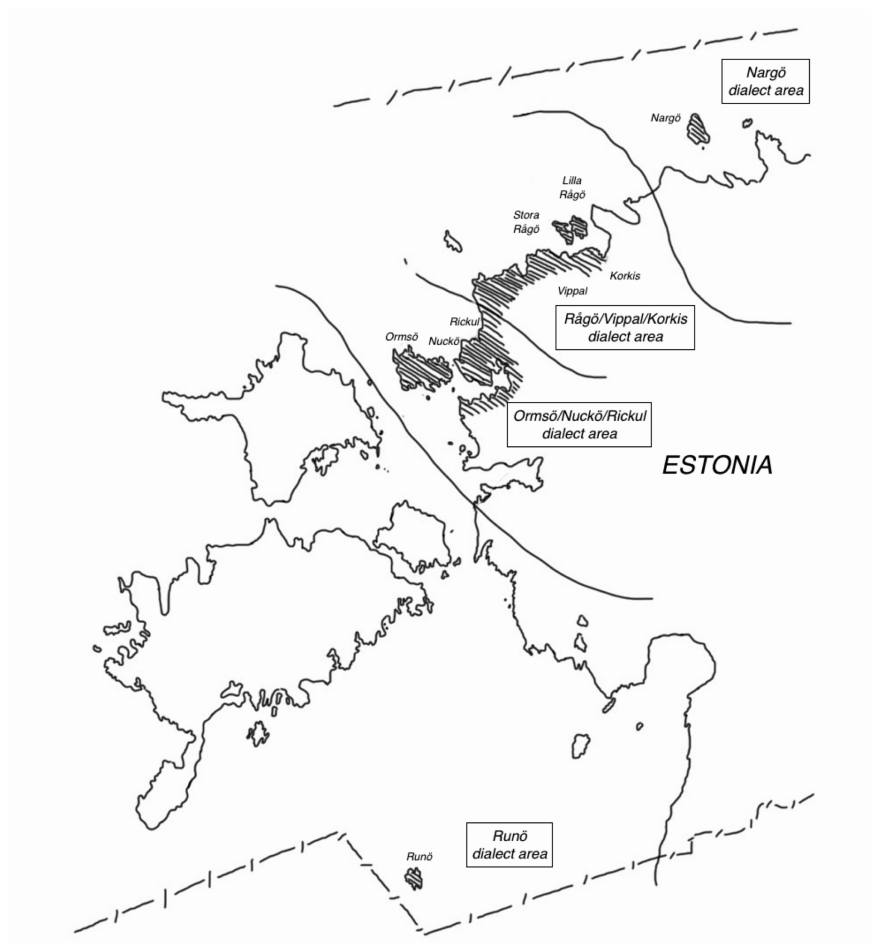 Nargö
dialect area
Nargö
Lilla
Rågö
Stora
Rågö
Korkis
Vippal
Rågö/Vippal/Korkis
dialect area
Rickul
Ormsö
Nuckö
Ormsö/Nuckö/Rickul
dialect area
ESTONIA
Runö
dialect area
Runö